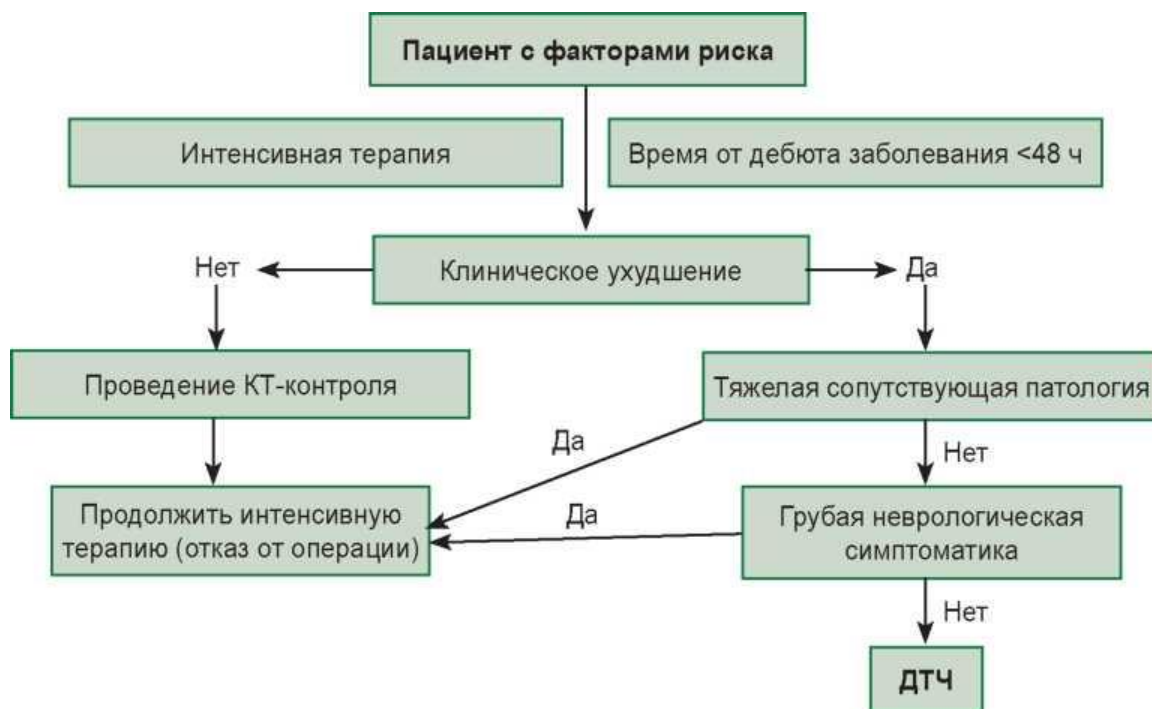 Пациент с факторами риска
Интенсивная терапия
Время от дебюта заболевания <48 ч
Нет
Клиническое ухудшение
Да
Проведение КТ-контроля
Тяжелая сопутствующая патология
Да
Нет
Продолжить интенсивную
терапию (отказ от операции)
Да
Грубая неврологическая
симптоматика
Нет
ДТЧ